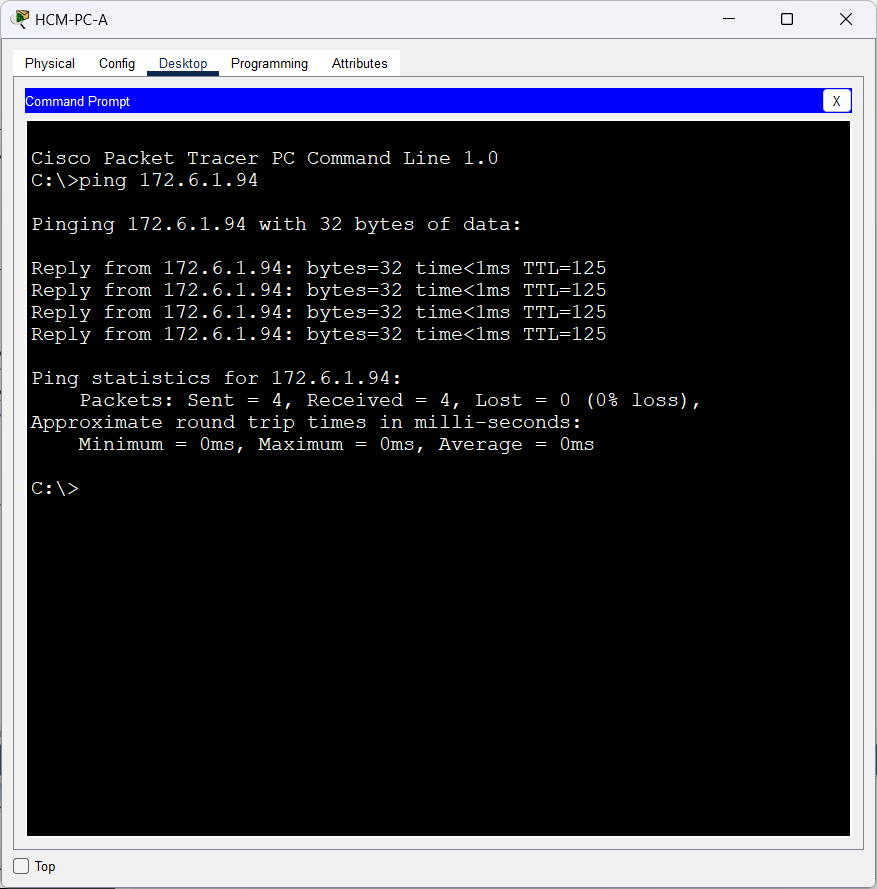 HCM-PC-A
Physical Config Desktop Programming Attributes
Command Prompt X
Cisco Packet Tracer PC Command Line 1.0
C:\>ping 172.6.1.94
Pinging 172.6.1.94 with 32 bytes of data:
Reply from 172.6.1.94: bytes=32 time<1ms TTL=125
Reply from 172.6.1.94: bytes=32 time<1ms TTL=125
Reply from 172.6.1.94: bytes=32 time<1ms TTL=125
Reply from 172.6.1.94: bytes=32 time<1ms TTL=125
Ping statistics for 172.6.1.94:
Packets: Sent = 4, Received = 4, Lost = 0 (0% loss),
Approximate round trip times in milli-seconds:
Minimum = 0ms, Maximum = 0ms, Average = 0ms
C:\>
Top